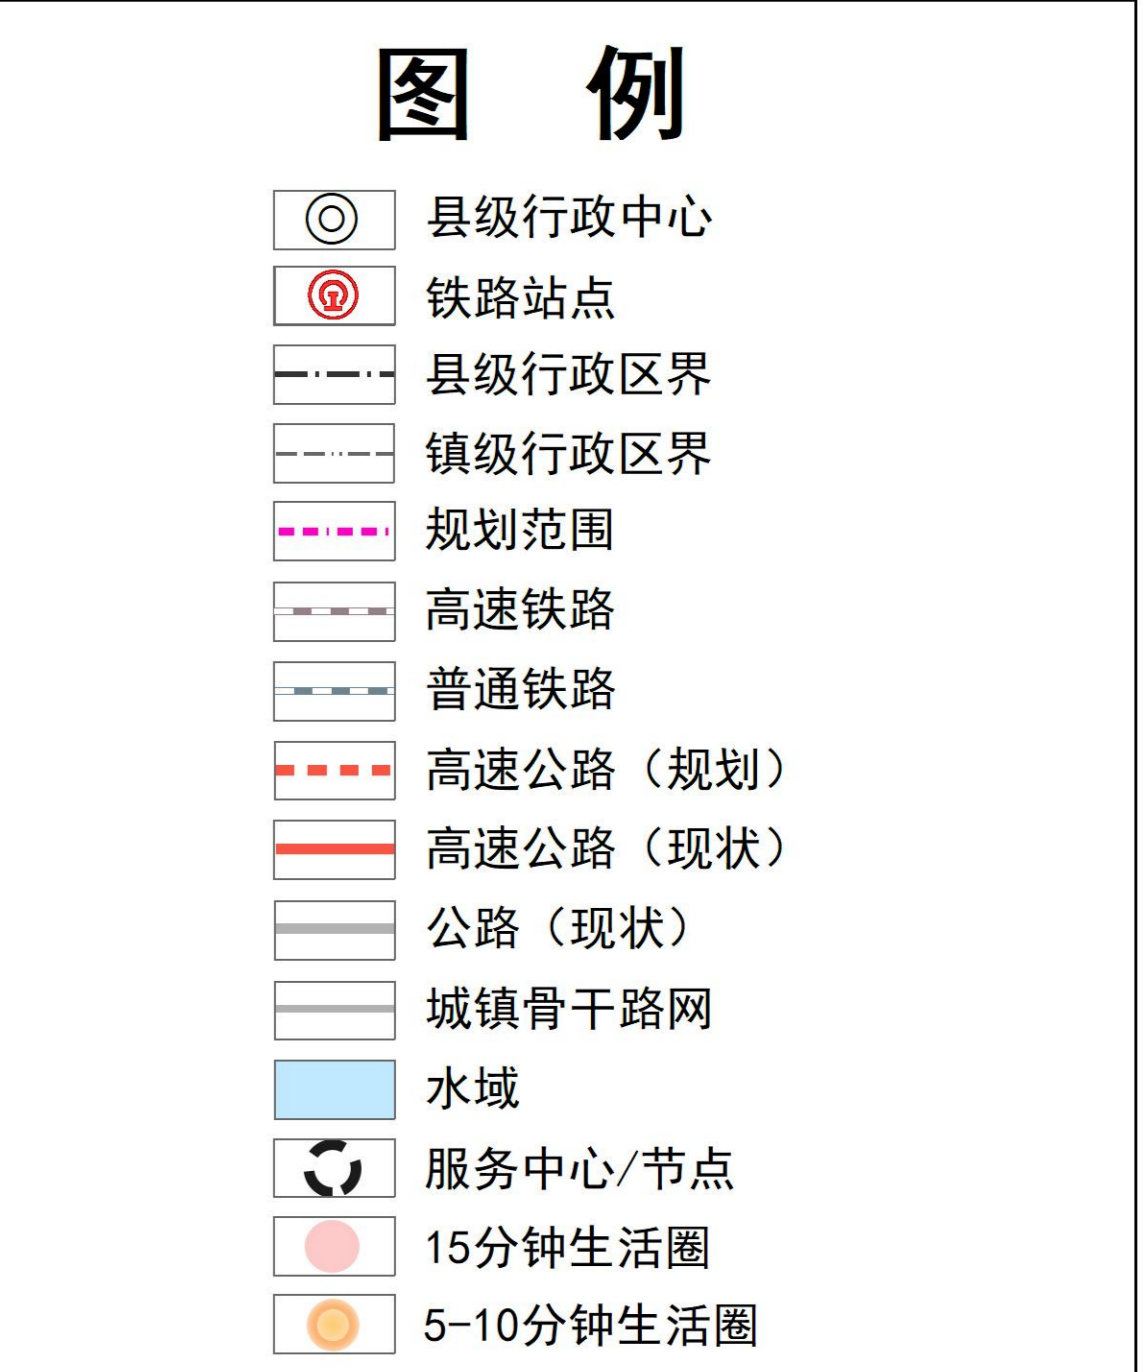 图 例
县级行政中心
铁路站点
县级行政区界
镇级行政区界
规划范围
高速铁路
普通铁路
高速公路（规划）
高速公路（现状）
公路（现状）
城镇骨干路网
水域
服务中心/节点
15分钟生活圈
5-10分钟生活圈